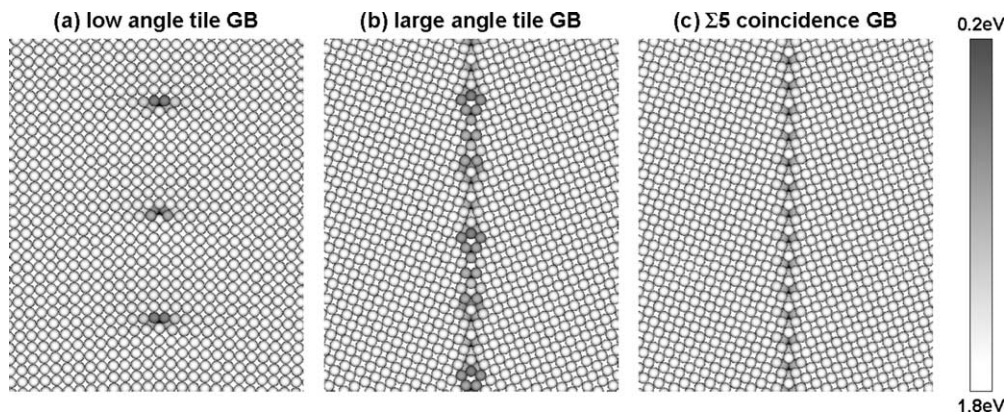 (a) low angle tile GB
(b) large angle tile GB
(c) Σ5 coincidence GB
0.2eV
1.8eV